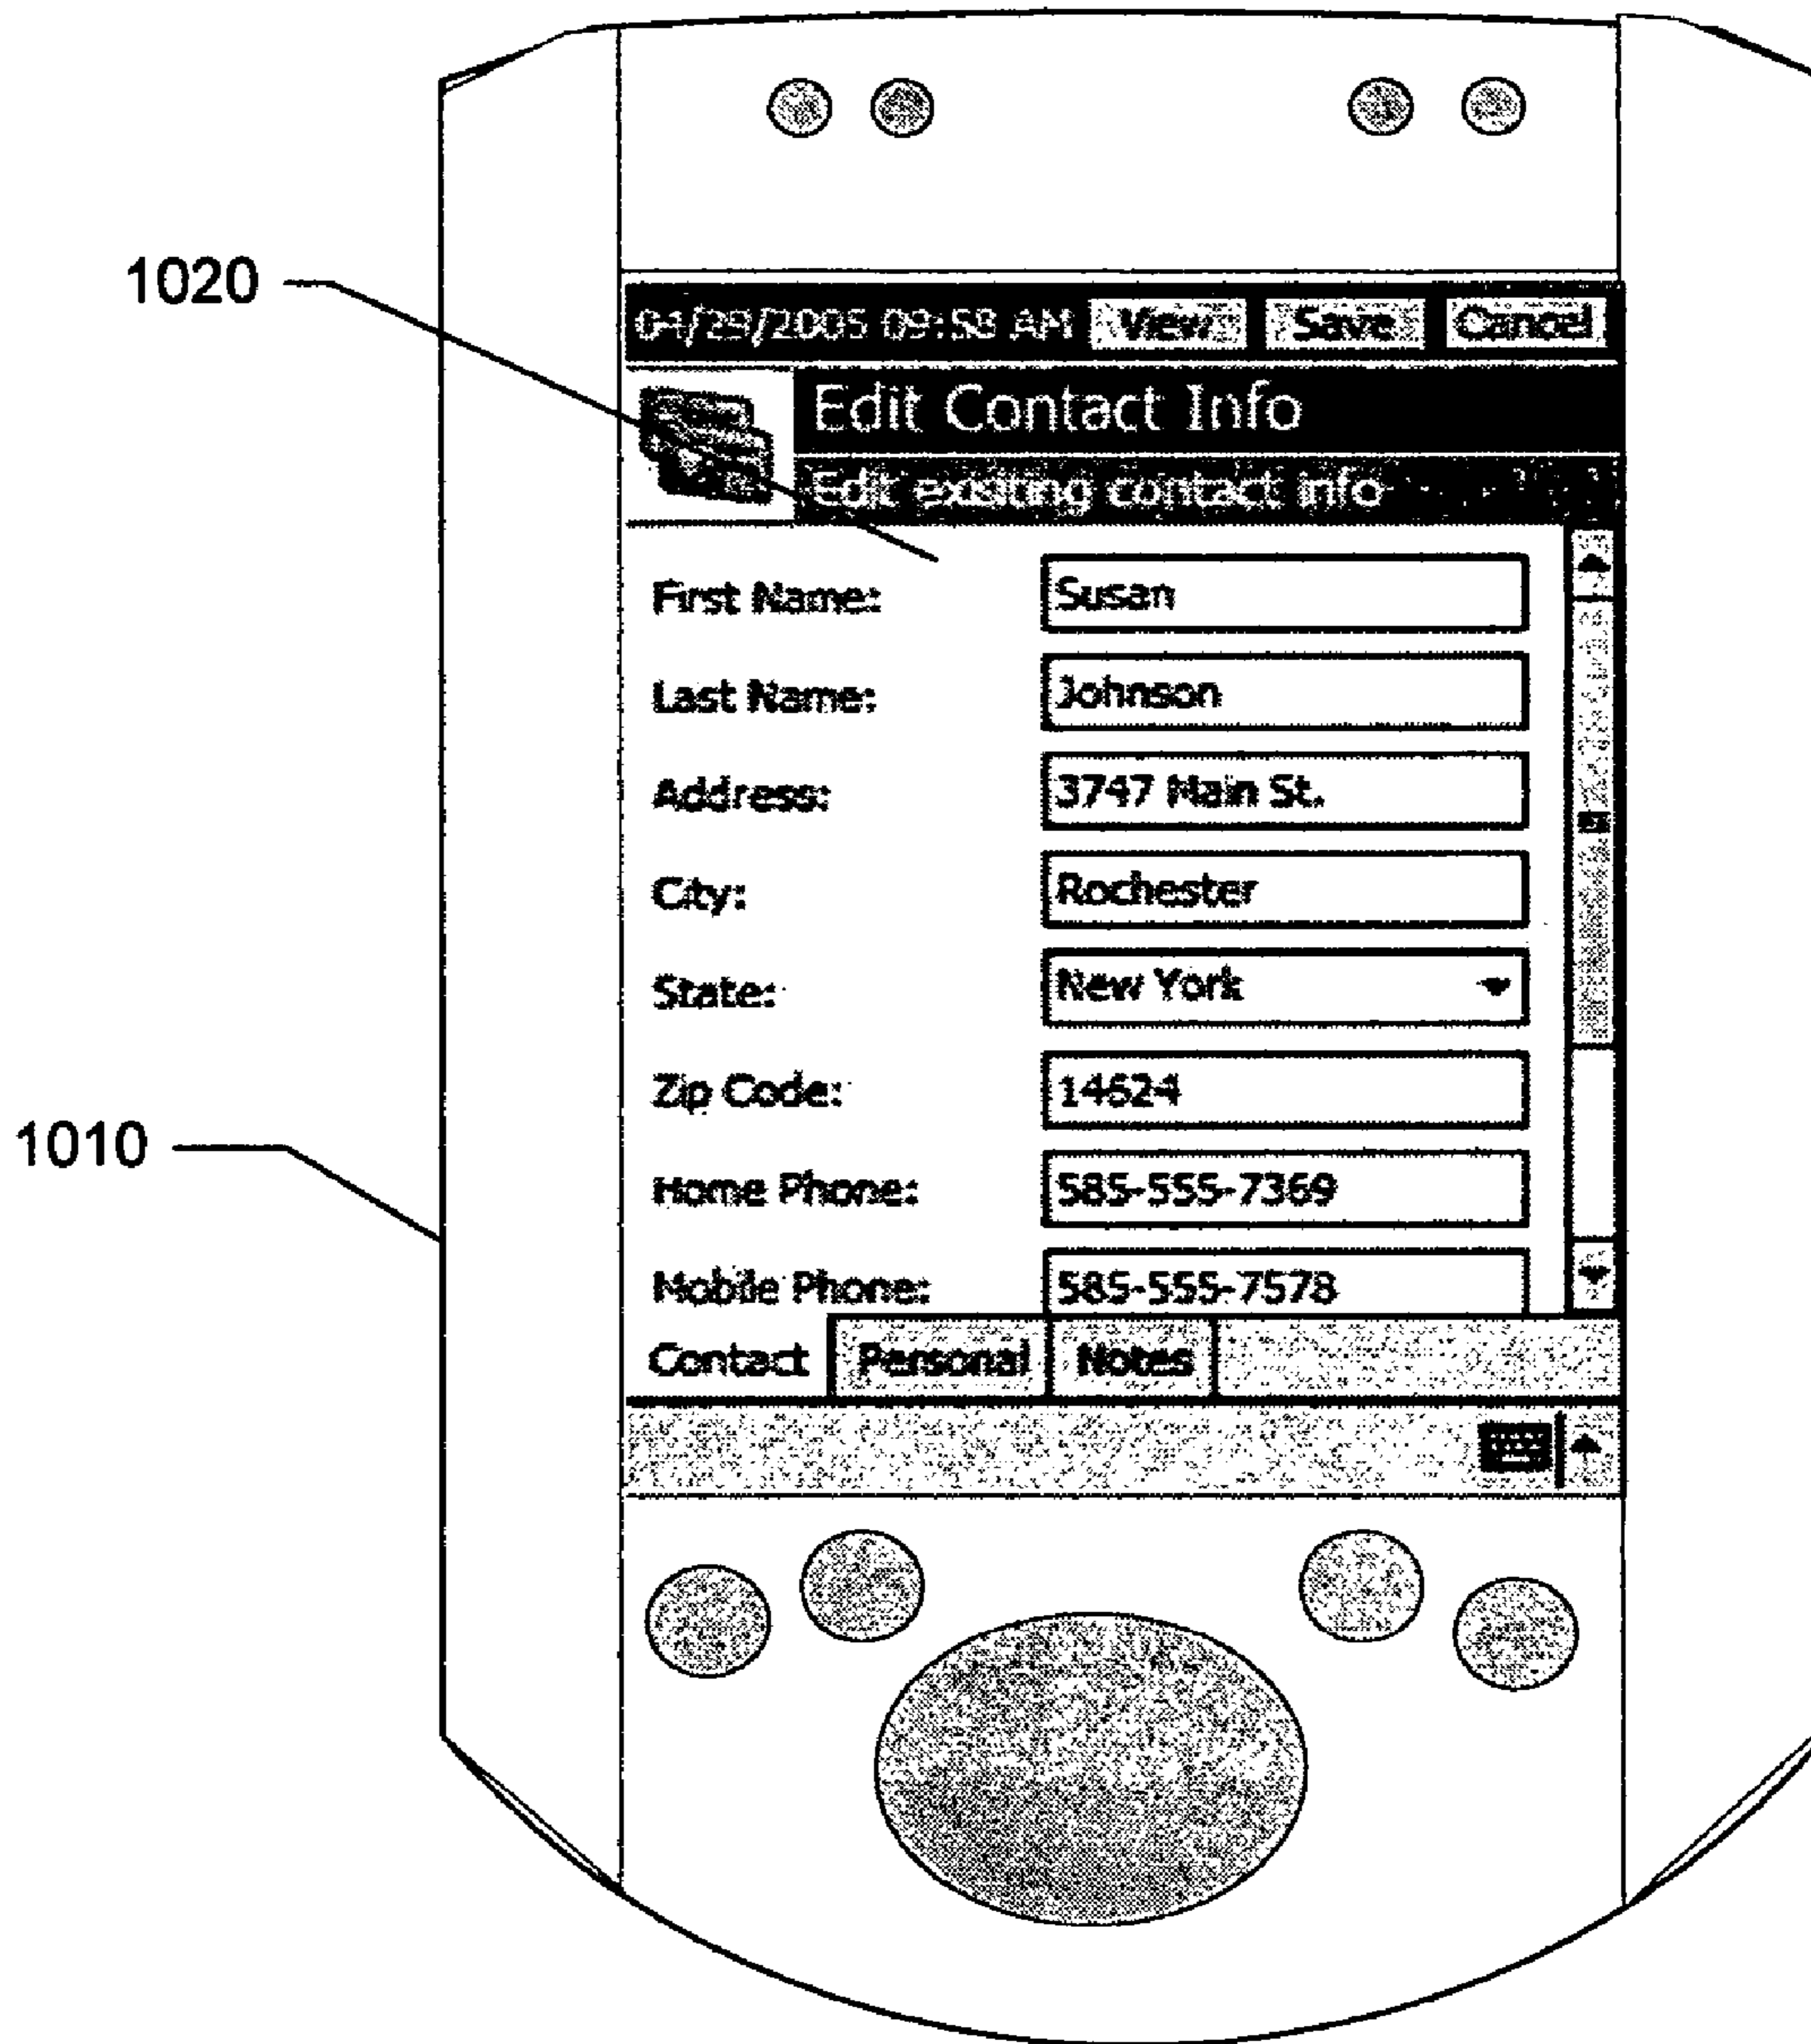 1020
04/29/2005 09:58 AM View Save Cancel
Edit Contact Info
Edit existing contact info
First Name: Susan
Last Name: Johnson
Address: 3747 Main St.
City: Rochester
State: New York
Zip Code: 14624
1010
Home Phone: 585-555-7369
Mobile Phone: 585-555-7578
Contact Personal Notes